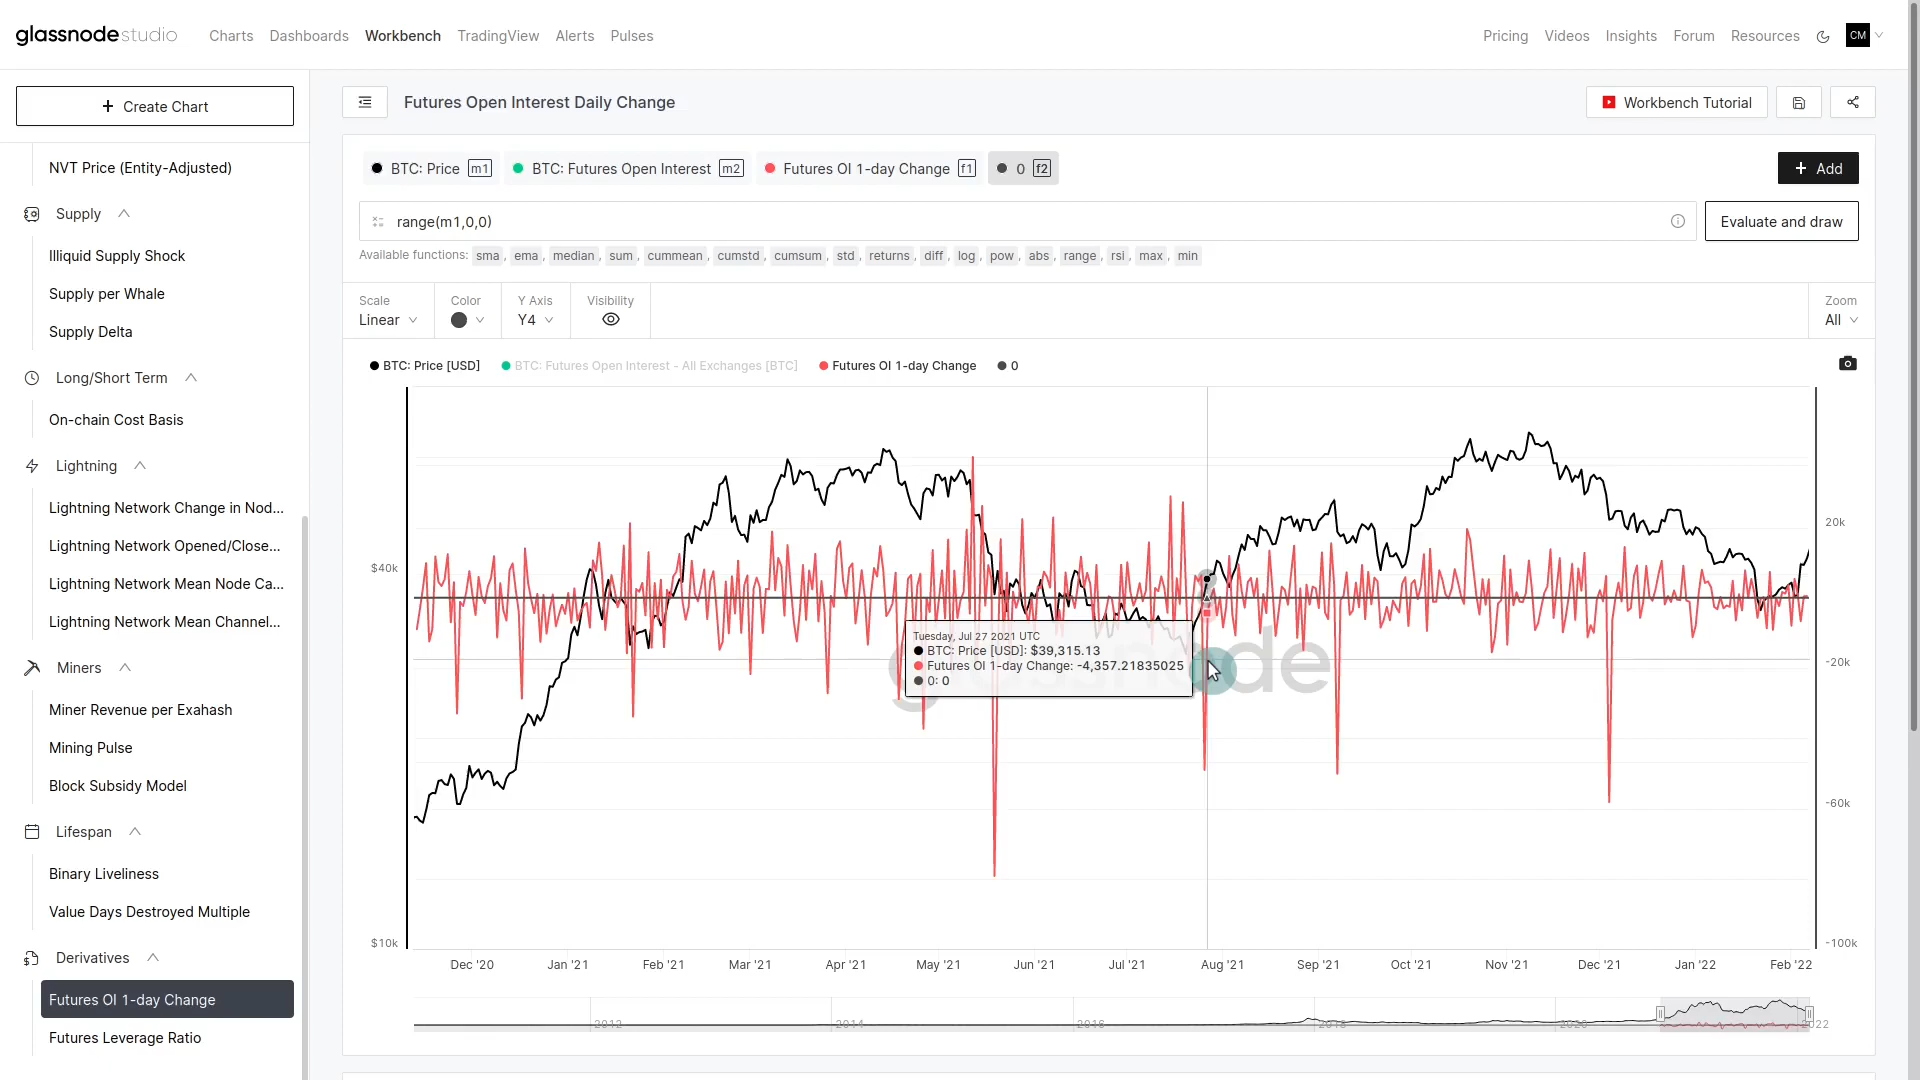 glassnodestudio
Charts Dashboards Workbench TradingView Alerts Pulses
Pricing Videos Insights Forum Resources CM
+ Create Chart
NVT Price (Entity-Adjusted)
Supply
Illiquid Supply Shock
Supply per Whale
Supply Delta
Long/Short Term
On-chain Cost Basis
Lightning
Lightning Network Change in Nod...
Lightning Network Opened/Close...
Lightning Network Mean Node Ca...
Lightning Network Mean Channel...
Miners
Miner Revenue per Exahash
Mining Pulse
Block Subsidy Model
Lifespan
Binary Liveliness
Value Days Destroyed Multiple
Derivatives
Futures OI 1-day Change
Futures Leverage Ratio
Futures Open Interest Daily Change
Workbench Tutorial
BTC: Price m1 BTC: Futures Open Interest m2 Futures OI 1-day Change f1 0 f2
+ Add
range(m1,0,0)
Evaluate and draw
Available functions: sma, ema, median, sum, cummean, cumstd, cumsum, std, returns, diff, log, pow, abs, range, rsi, max, min
Scale Color Y Axis Visibility Zoom
Linear Y4 All
BTC: Price [USD] BTC: Futures Open Interest - All Exchanges [BTC] Futures OI 1-day Change 0
$40k
$10k
20k
-20k
-60k
-100k
glassnode
Tuesday, Jul 27 2021 UTC
BTC: Price [USD]: $39,315.13
Futures OI 1-day Change: -4,357.21835025
0: 0
Dec '20 Jan '21 Feb '21 Mar '21 Apr '21 May '21 Jun '21 Jul '21 Aug '21 Sep '21 Oct '21 Nov '21 Dec '21 Jan '22 Feb '22
2012 2014 2016 2018 2020 2022